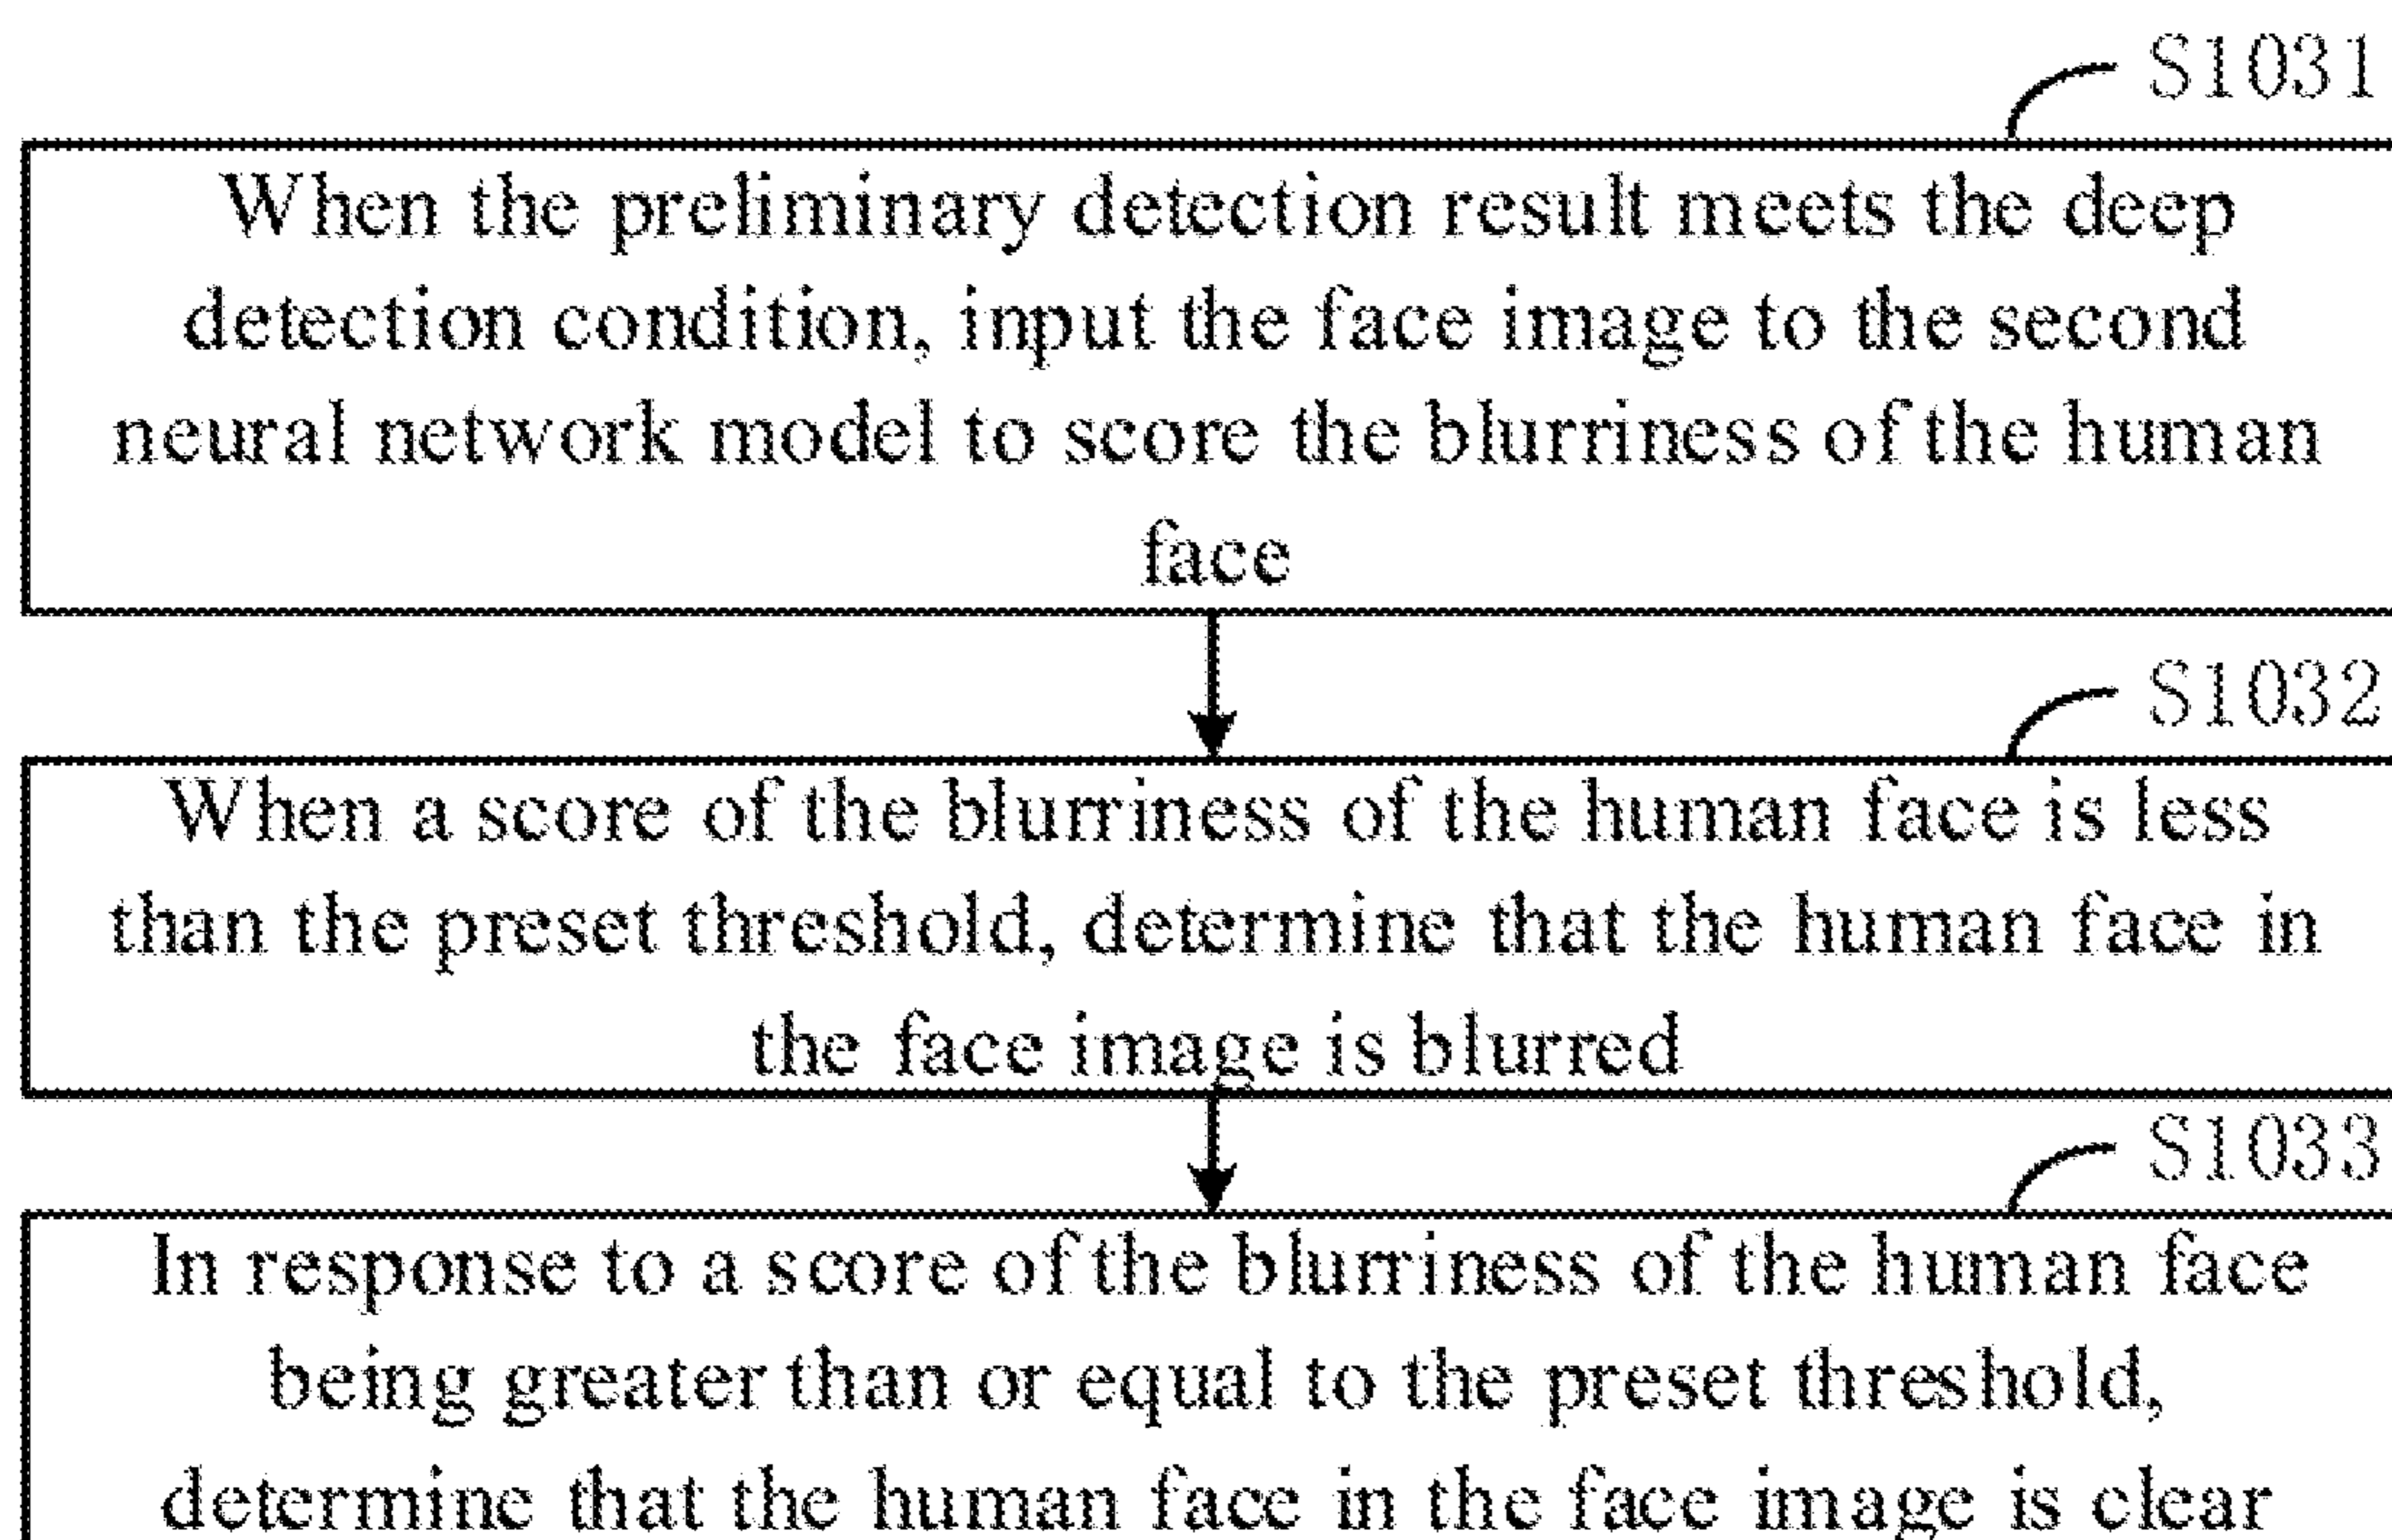 S1031
When the preliminary detection result meets the deep
detection condition, input the face image to the second
neural network model to score the blurriness of the human
face
S1032
When a score of the blurriness of the human face is less
than the preset threshold, determine that the human face in
the face image is blurred
S1033
In response to a score of the blurriness of the human face
being greater than or equal to the preset threshold,
determine that the human face in the face image is clear